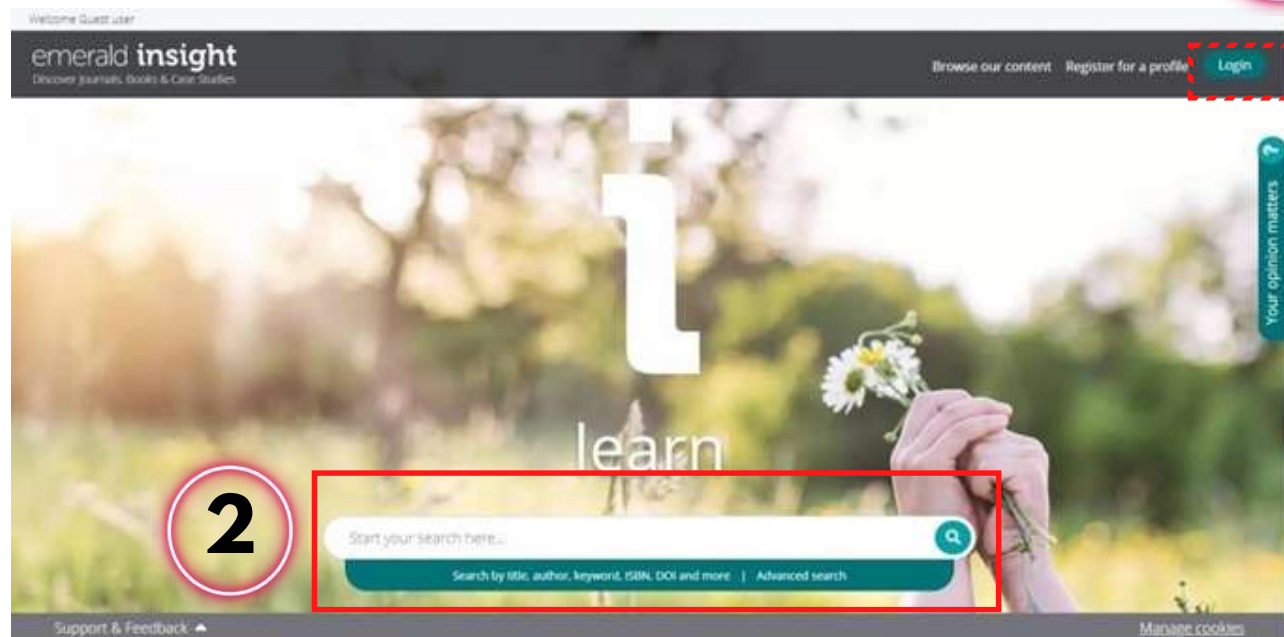 Welcome Guest user
emerald insight
Discover Journals, Books & Case Studies
Browse our content Register for a profile Login
Your opinion matters ?
learn
2
Start your search here...
Search by title, author, keyword, ISBN, DOI and more | Advanced search
Support & Feedback
Manage cookies